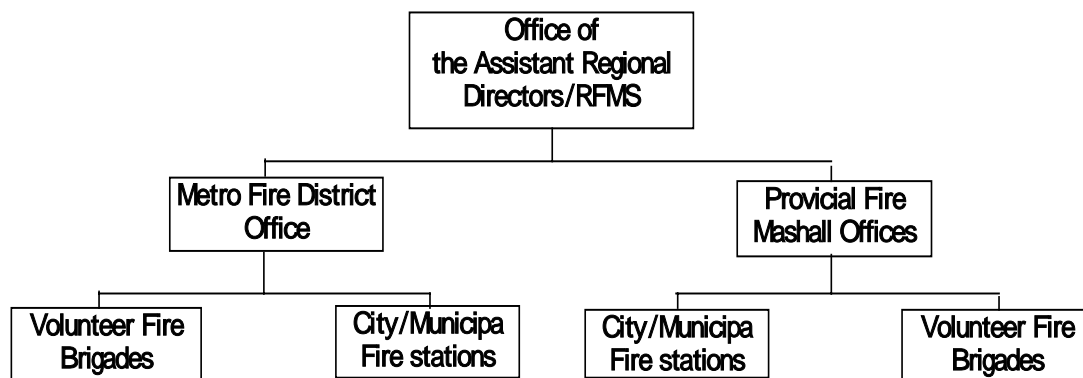 Office of
the Assistant Regional
Directors/RFMS
Metro Fire District
Office
Provicial Fire
Mashall Offices
Volunteer Fire
Brigades
City/Municipa
Fire stations
City/Municipa
Fire stations
Volunteer Fire
Brigades